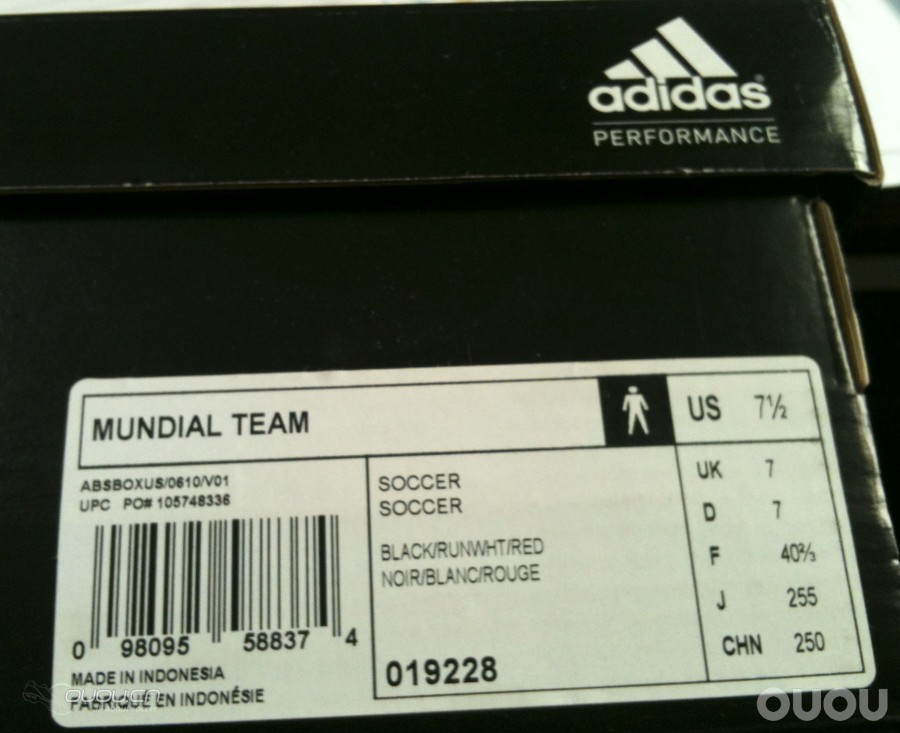 adidas
PERFORMANCE
MUNDIAL TEAM
US 7½
ABSBOXUS/0610/V01
UPC PO# 105748336
0 98095 58837 4
MADE IN INDONESIA
FABRIQUE EN INDONÉSIE
SOCCER
SOCCER
BLACK/RUNWHT/RED
NOIR/BLANC/ROUGE
019228
UK 7
D 7
F 40⅔
J 255
CHN 250
OUOU